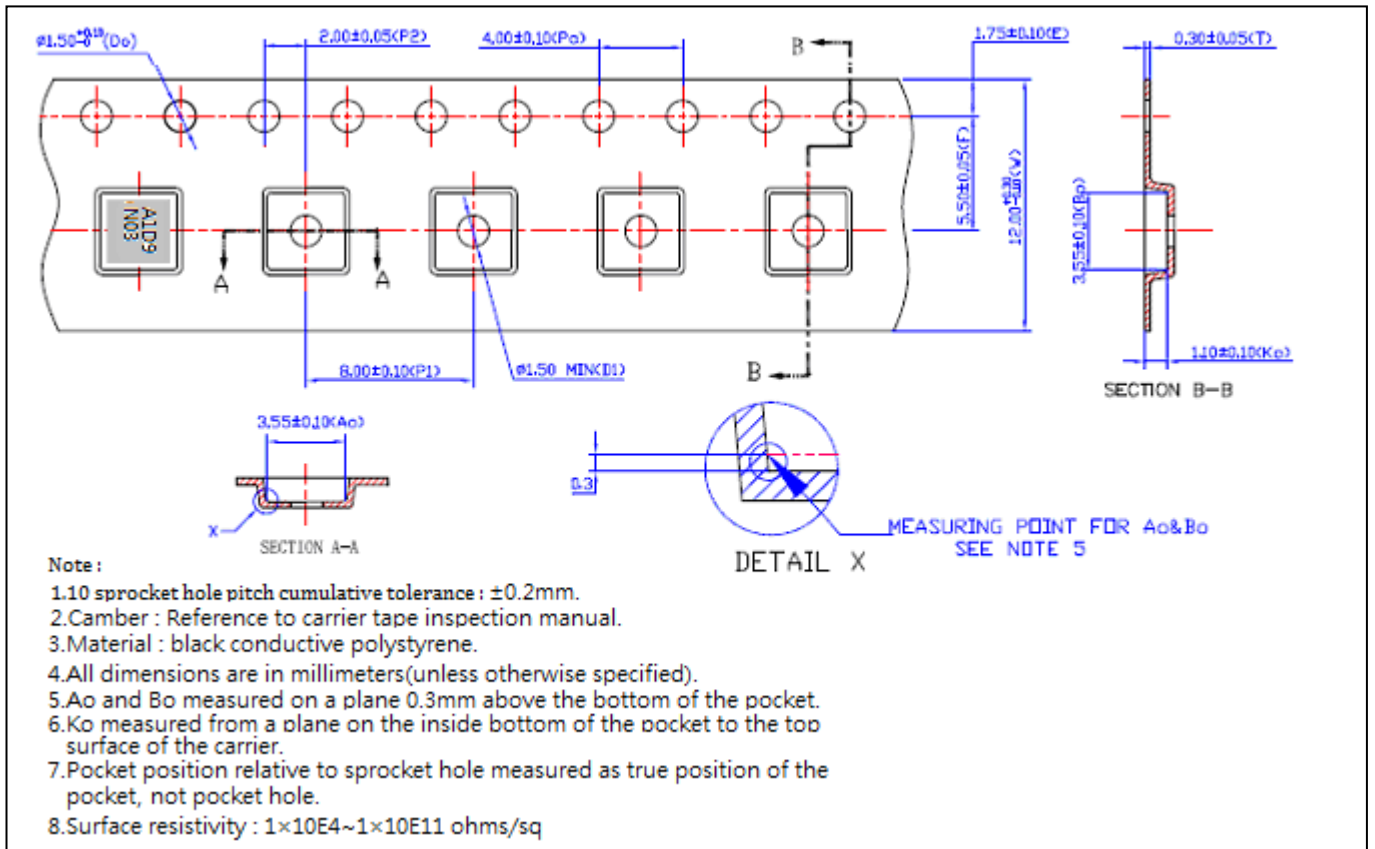 ø1.50+0.10-0(Do)
2.00±0.05(P2)
4.00±0.10(Po)
B
1.75±0.10(E)
0.30±0.05(T)
5.50±0.05(F)
12.00+0.30(W)
3.55±0.10(Bo)
A1D9
N03
A
A
8.00±0.10(P1)
ø1.50 MIN(D1)
B
1.10±0.10(Ko)
SECTION B-B
3.55±0.10(Ao)
X
SECTION A-A
0.3
DETAIL X
MEASURING POINT FOR Ao&Bo
SEE NOTE 5
Note :
1.10 sprocket hole pitch cumulative tolerance : ±0.2mm.
2.Camber : Reference to carrier tape inspection manual.
3.Material : black conductive polystyrene.
4.All dimensions are in millimeters(unless otherwise specified).
5.Ao and Bo measured on a plane 0.3mm above the bottom of the pocket.
6.Ko measured from a plane on the inside bottom of the pocket to the top
surface of the carrier.
7.Pocket position relative to sprocket hole measured as true position of the
pocket, not pocket hole.
8.Surface resistivity : 1×10E4~1×10E11 ohms/sq